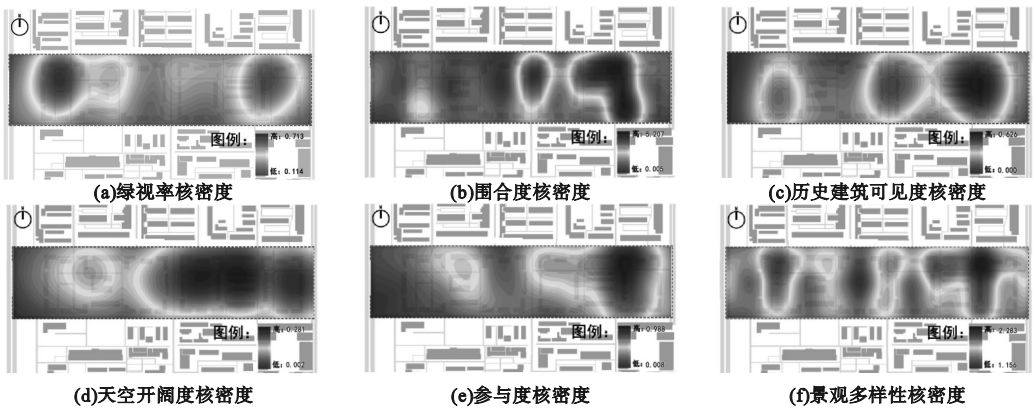 图例：
高：0.713
低：0.114
(a)绿视率核密度
图例：
高：5.207
低：0.005
(b)围合度核密度
图例：
高：0.626
低：0.000
(c)历史建筑可见度核密度
图例：
高：0.281
低：0.002
(d)天空开阔度核密度
图例：
高：0.988
低：0.008
(e)参与度核密度
图例：
高：2.283
低：1.156
(f)景观多样性核密度